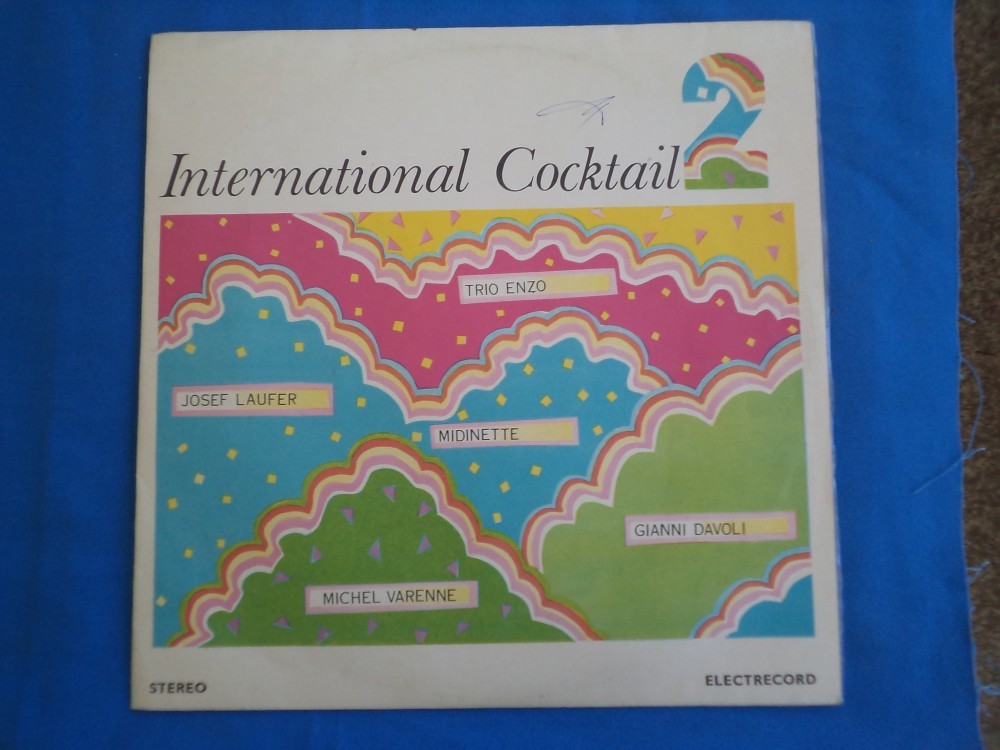 International Cocktail 2
TRIO ENZO
JOSEF LAUFER
MIDINETTE
GIANNI DAVOLI
MICHEL VARENNE
STEREO
ELECTRECORD